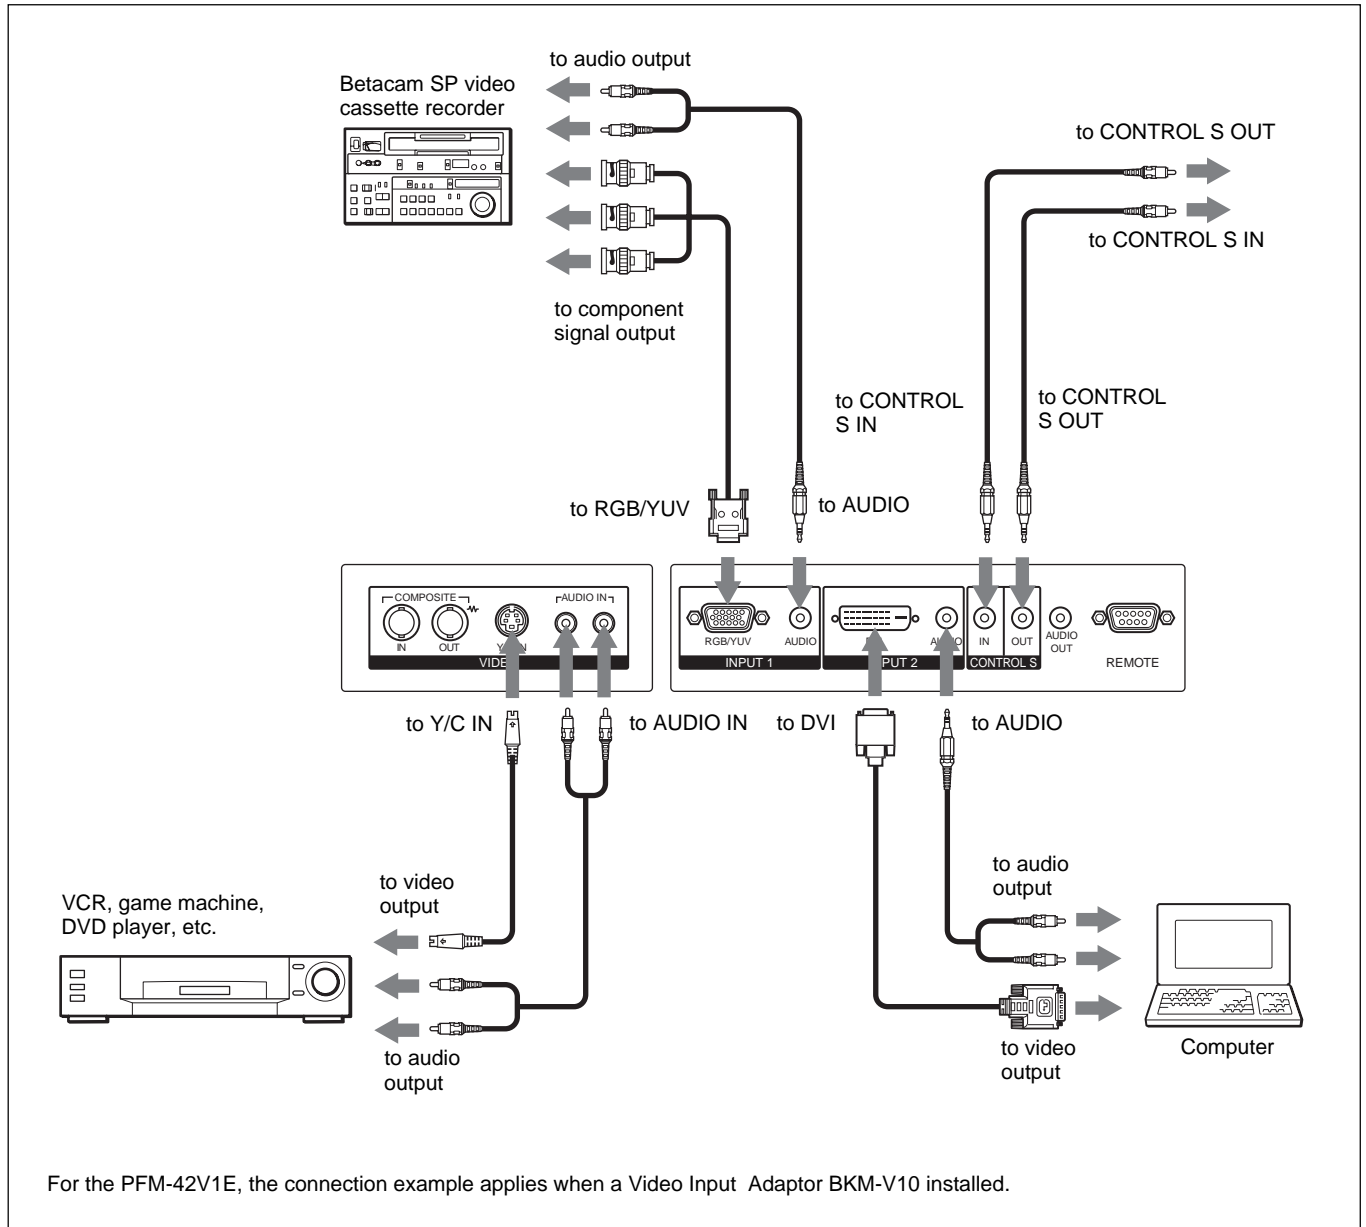 to audio output
Betacam SP video
cassette recorder
to CONTROL S OUT
to CONTROL S IN
to component
signal output
to CONTROL
S IN
to CONTROL
S OUT
to RGB/YUV
to AUDIO
COMPOSITE
AUDIO IN
IN
OUT
RGB/YUV
AUDIO
IN
OUT
AUDIO
OUT
INPUT 1
CONTROL S
REMOTE
to Y/C IN
to AUDIO IN
to DVI
to AUDIO
to video
output
to audio
output
VCR, game machine,
DVD player, etc.
to audio
output
to video
output
Computer
For the PFM-42V1E, the connection example applies when a Video Input Adaptor BKM-V10 installed.